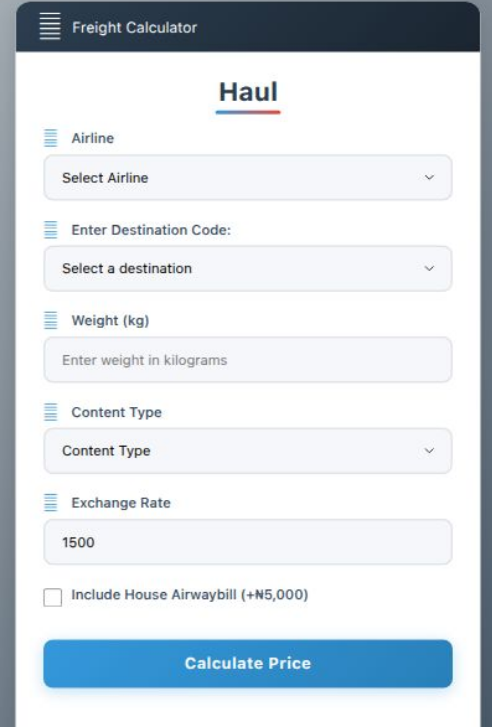 Freight Calculator
Haul
Airline
Select Airline
Enter Destination Code:
Select a destination
Weight (kg)
Enter weight in kilograms
Content Type
Content Type
Exchange Rate
1500
Include House Airwaybill (+₦5,000)
Calculate Price